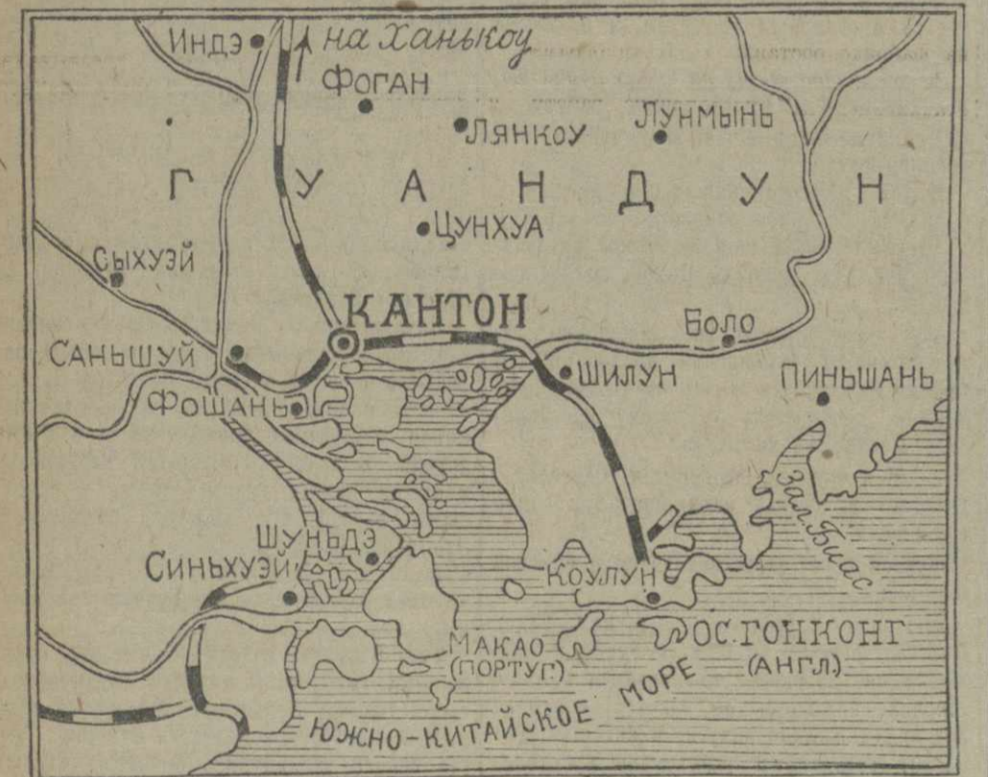 ИНДЭ
на Ханькоу
ФОГАН
ЛЯНКОУ
ЛУНМЫНЬ
ГУАНДУН
ЦУНХУА
СЫХУЭЙ
КАНТОН
БОЛО
САНЬШУЙ
ШИЛУН
ПИНЬШАНЬ
ФОШАНЬ
Зал. Биас
ШУНЬДЭ
СИНЬХУЭЙ
КОУЛУН
МАКАО
(ПОРТУГ.)
ОС. ГОНКОНГ
(АНГЛ.)
ЮЖНО-КИТАЙСКОЕ МОРЕ